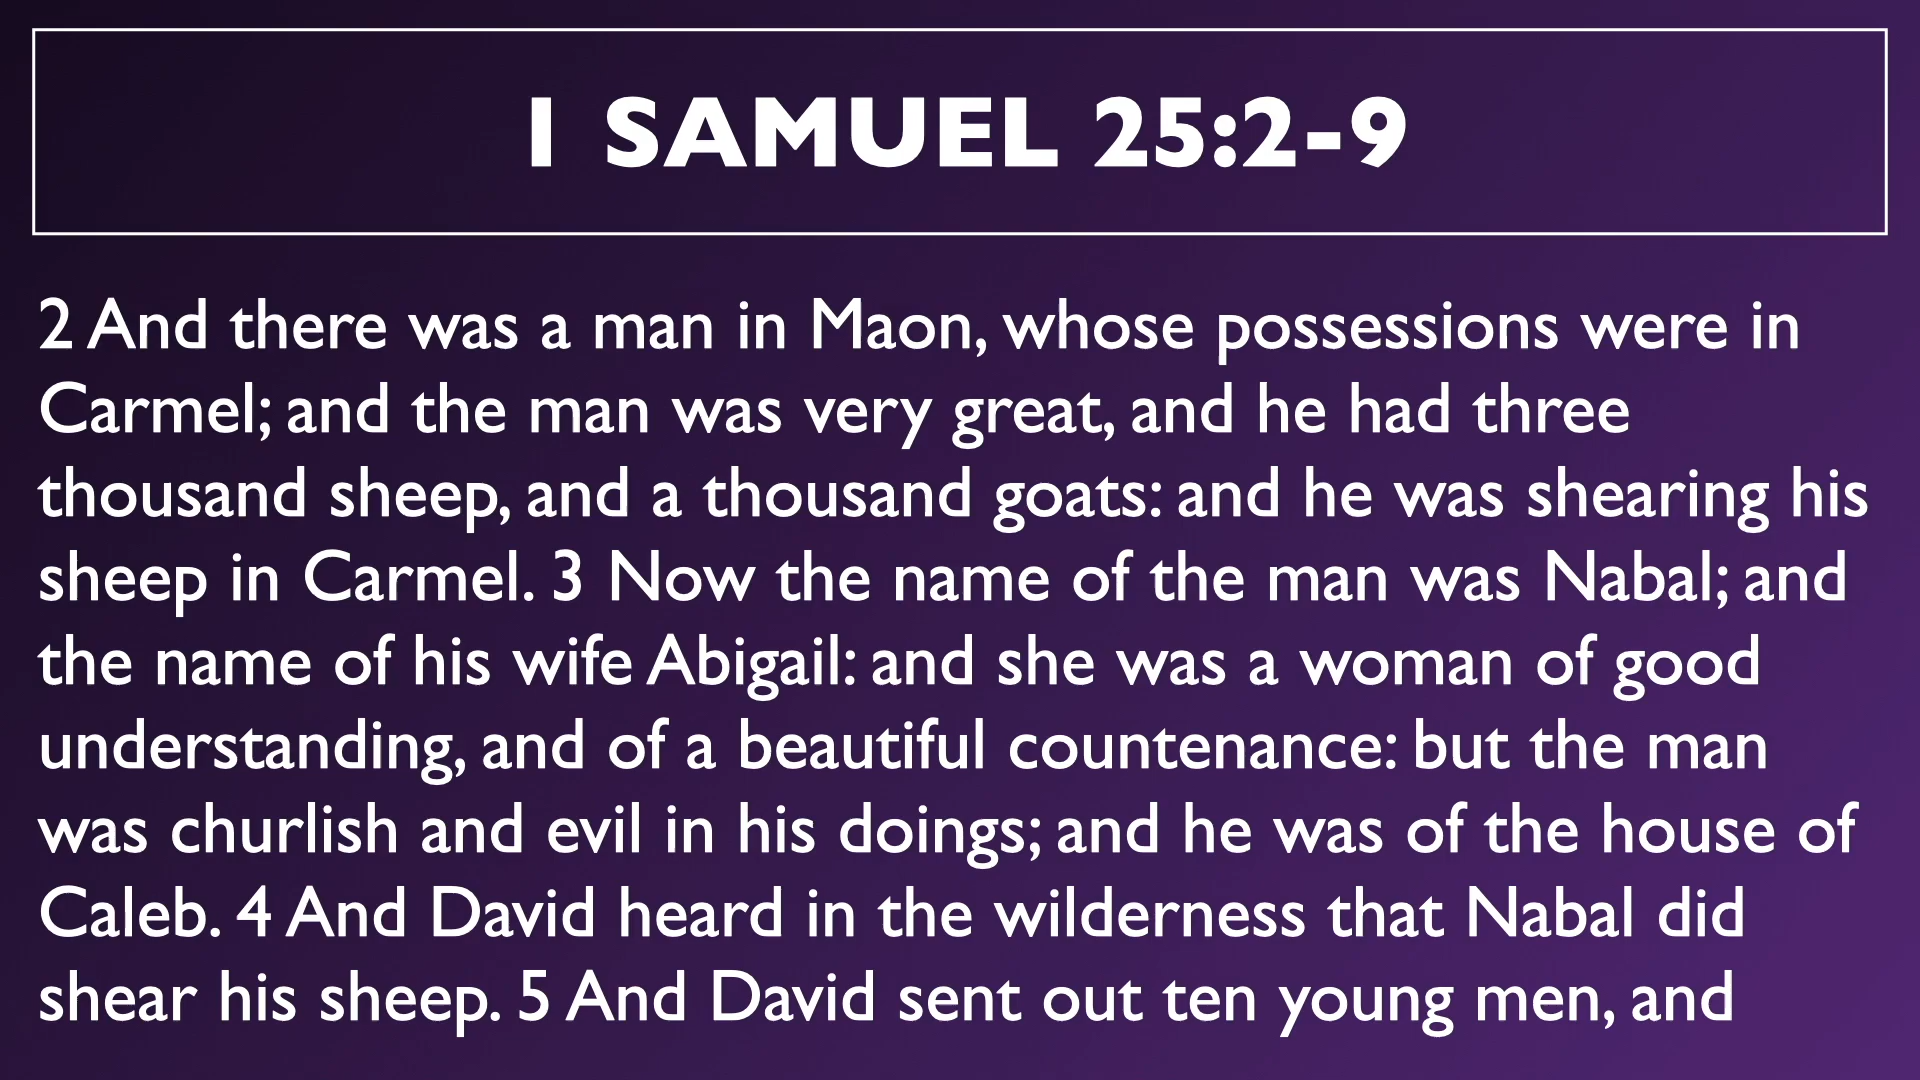 1 SAMUEL 25:2-9
2 And there was a man in Maon, whose possessions were in
Carmel; and the man was very great, and he had three
thousand sheep, and a thousand goats: and he was shearing his
sheep in Carmel. 3 Now the name of the man was Nabal; and
the name of his wife Abigail: and she was a woman of good
understanding, and of a beautiful countenance: but the man
was churlish and evil in his doings; and he was of the house of
Caleb. 4 And David heard in the wilderness that Nabal did
shear his sheep. 5 And David sent out ten young men, and